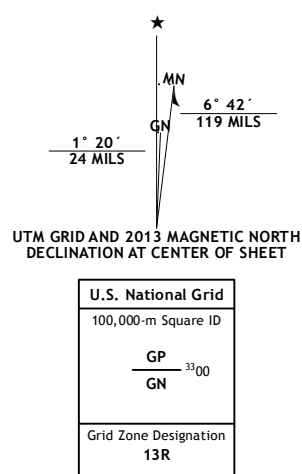 ★
MN
GN
6° 42´
119 MILS
1° 20´
24 MILS
UTM GRID AND 2013 MAGNETIC NORTH
DECLINATION AT CENTER OF SHEET
U.S. National Grid
100,000-m Square ID
GP
GN
³³00
Grid Zone Designation
13R